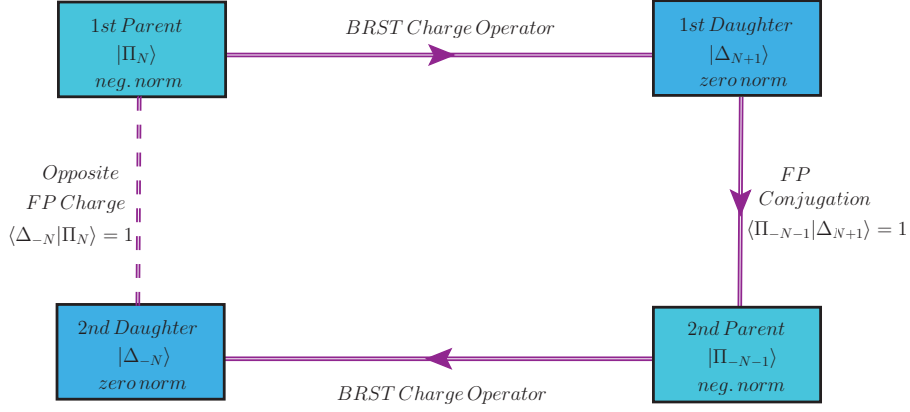 1st Parent
|Π_N⟩
neg. norm
BRST Charge Operator
1st Daughter
|Δ_{N+1}⟩
zero norm
Opposite
FP Charge
⟨Δ_{−N}|Π_N⟩ = 1
FP
Conjugation
⟨Π_{−N−1}|Δ_{N+1}⟩ = 1
2nd Daughter
|Δ_{−N}⟩
zero norm
BRST Charge Operator
2nd Parent
|Π_{−N−1}⟩
neg. norm